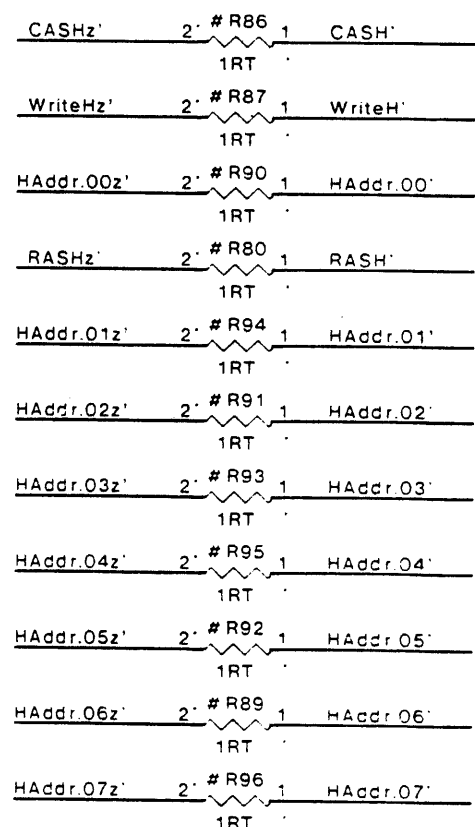 CASHz' 2 # R86 1 CASH'
1RT
WriteHz' 2 # R87 1 WriteH'
1RT
HAddr.00z' 2 # R90 1 HAddr.00'
1RT
RASHz' 2 # R80 1 RASH'
1RT
HAddr.01z' 2 # R94 1 HAddr.01'
1RT
HAddr.02z' 2 # R91 1 HAddr.02'
1RT
HAddr.03z' 2 # R93 1 HAddr.03'
1RT
HAddr.04z' 2 # R95 1 HAddr.04'
1RT
HAddr.05z' 2 # R92 1 HAddr.05'
1RT
HAddr.06z' 2 # R89 1 HAddr.06'
1RT
HAddr.07z' 2 # R96 1 HAddr.07'
1RT